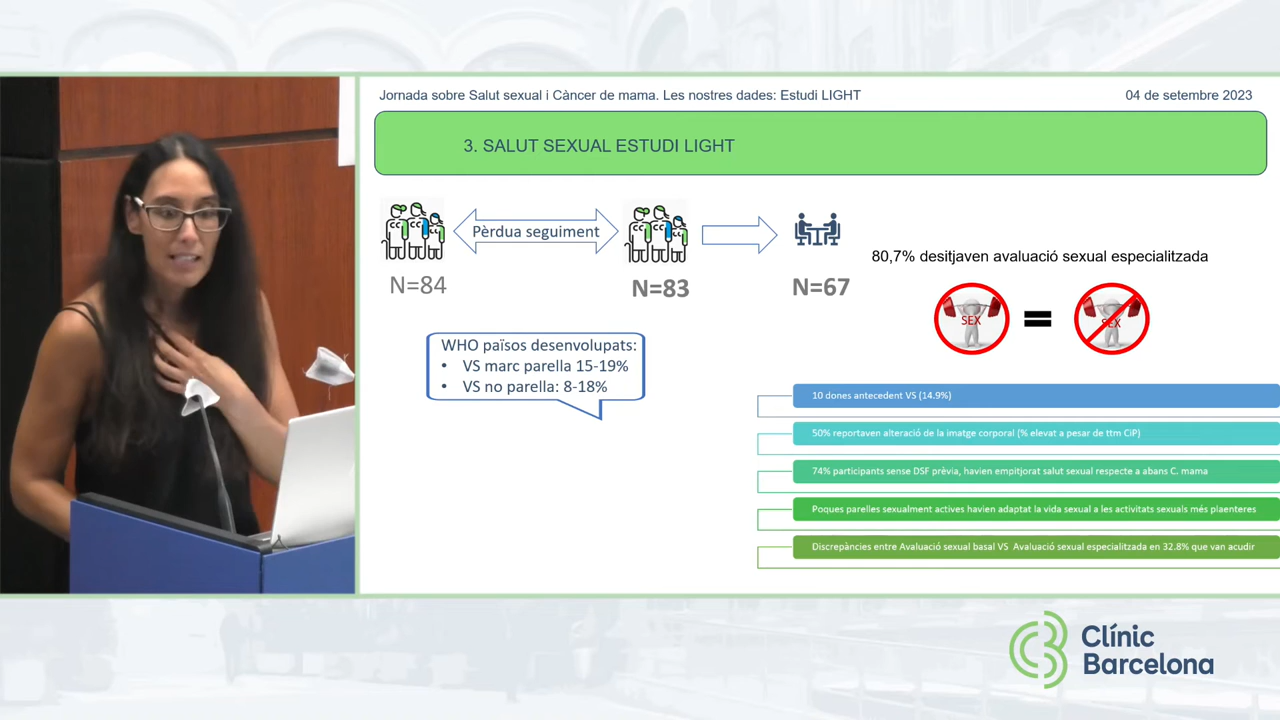 Jornada sobre Salut sexual i Càncer de mama. Les nostres dades: Estudi LIGHT
04 de setembre 2023
3. SALUT SEXUAL ESTUDI LIGHT
Pèrdua seguiment
N=84
N=83
N=67
80,7% desitjaven avaluació sexual especialitzada
SEX
SEX
WHO països desenvolupats:
• VS marc parella 15-19%
• VS no parella: 8-18%
10 dones antecedent VS (14.9%)
50% reportaven alteració de la imatge corporal (% elevat a pesar de ttm CiP)
74% participants sense DSF prèvia, havien empitjorat salut sexual respecte a abans C. mama
Poques parelles sexualment actives havien adaptat la vida sexual a les activitats sexuals més plaenteres
Discrepàncies entre Avaluació sexual basal VS Avaluació sexual especialitzada en 32.8% que van acudir
Clínic
Barcelona